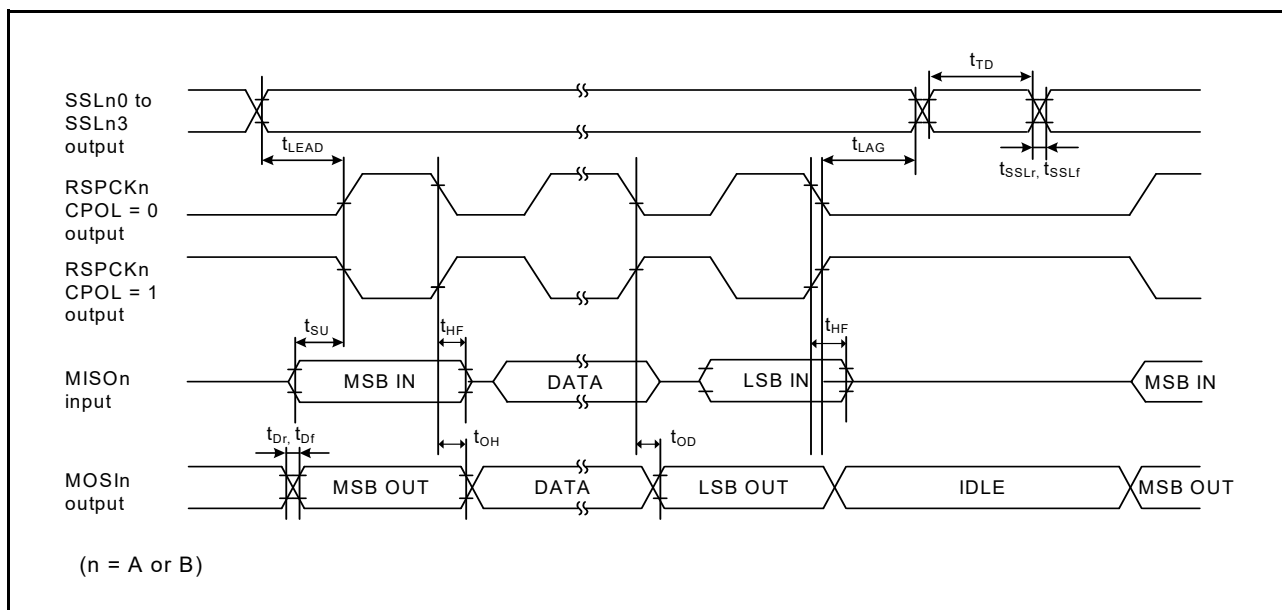 tTD
SSLn0 to
SSLn3
output
tLEAD
tLAG
tSSLr, tSSLf
RSPCKn
CPOL = 0
output
RSPCKn
CPOL = 1
output
tSU
tHF
tHF
MISOn
input
MSB IN
DATA
LSB IN
MSB IN
tDr, tDf
tOH
tOD
MOSIn
output
MSB OUT
DATA
LSB OUT
IDLE
MSB OUT
(n = A or B)